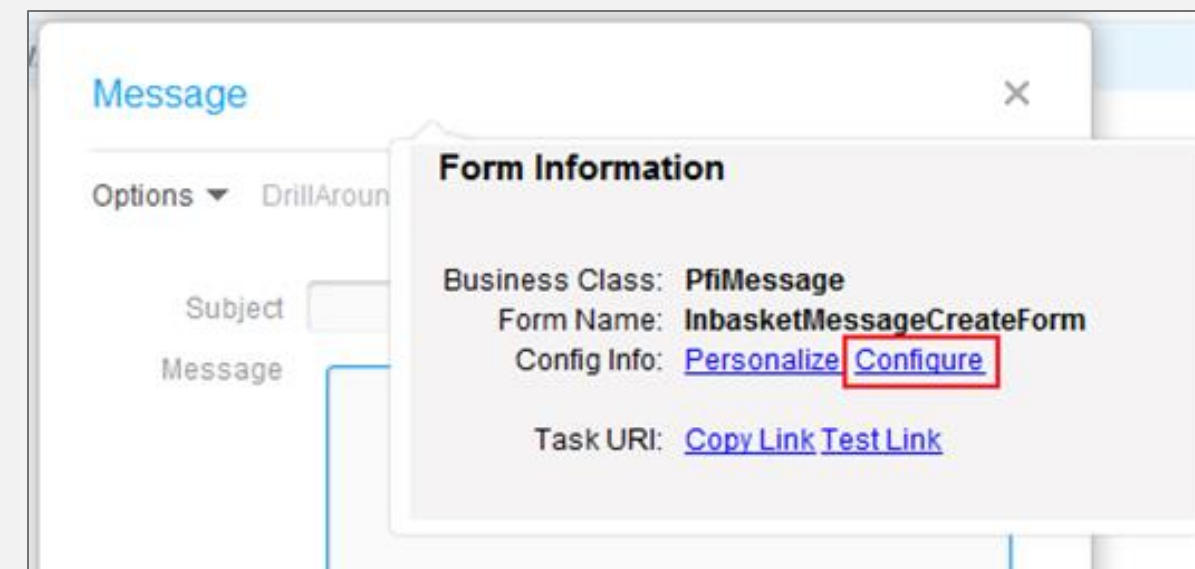 Message
Form Information
Options DrillAroun
Business Class: PfiMessage
Subject
Form Name: InbasketMessageCreateForm
Message
Config Info: Personalize Configure
Task URI: Copy Link Test Link